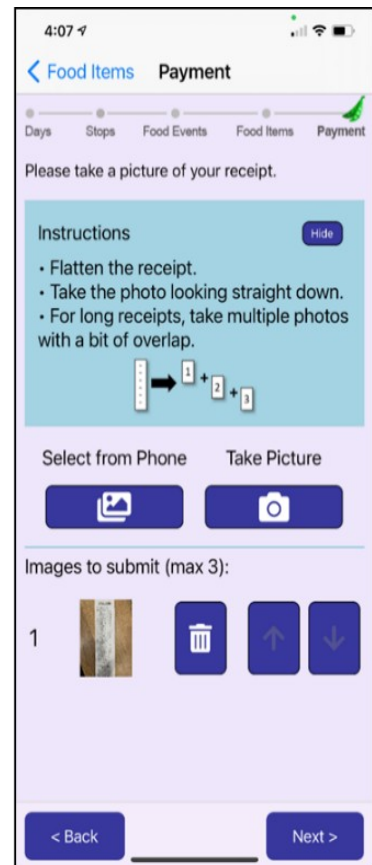 4:07
Food Items Payment
Days Stops Food Events Food Items Payment
Please take a picture of your receipt.
Instructions Hide
• Flatten the receipt.
• Take the photo looking straight down.
• For long receipts, take multiple photos
with a bit of overlap.
1 + 2 + 3
Select from Phone Take Picture
Images to submit (max 3):
1
< Back Next >